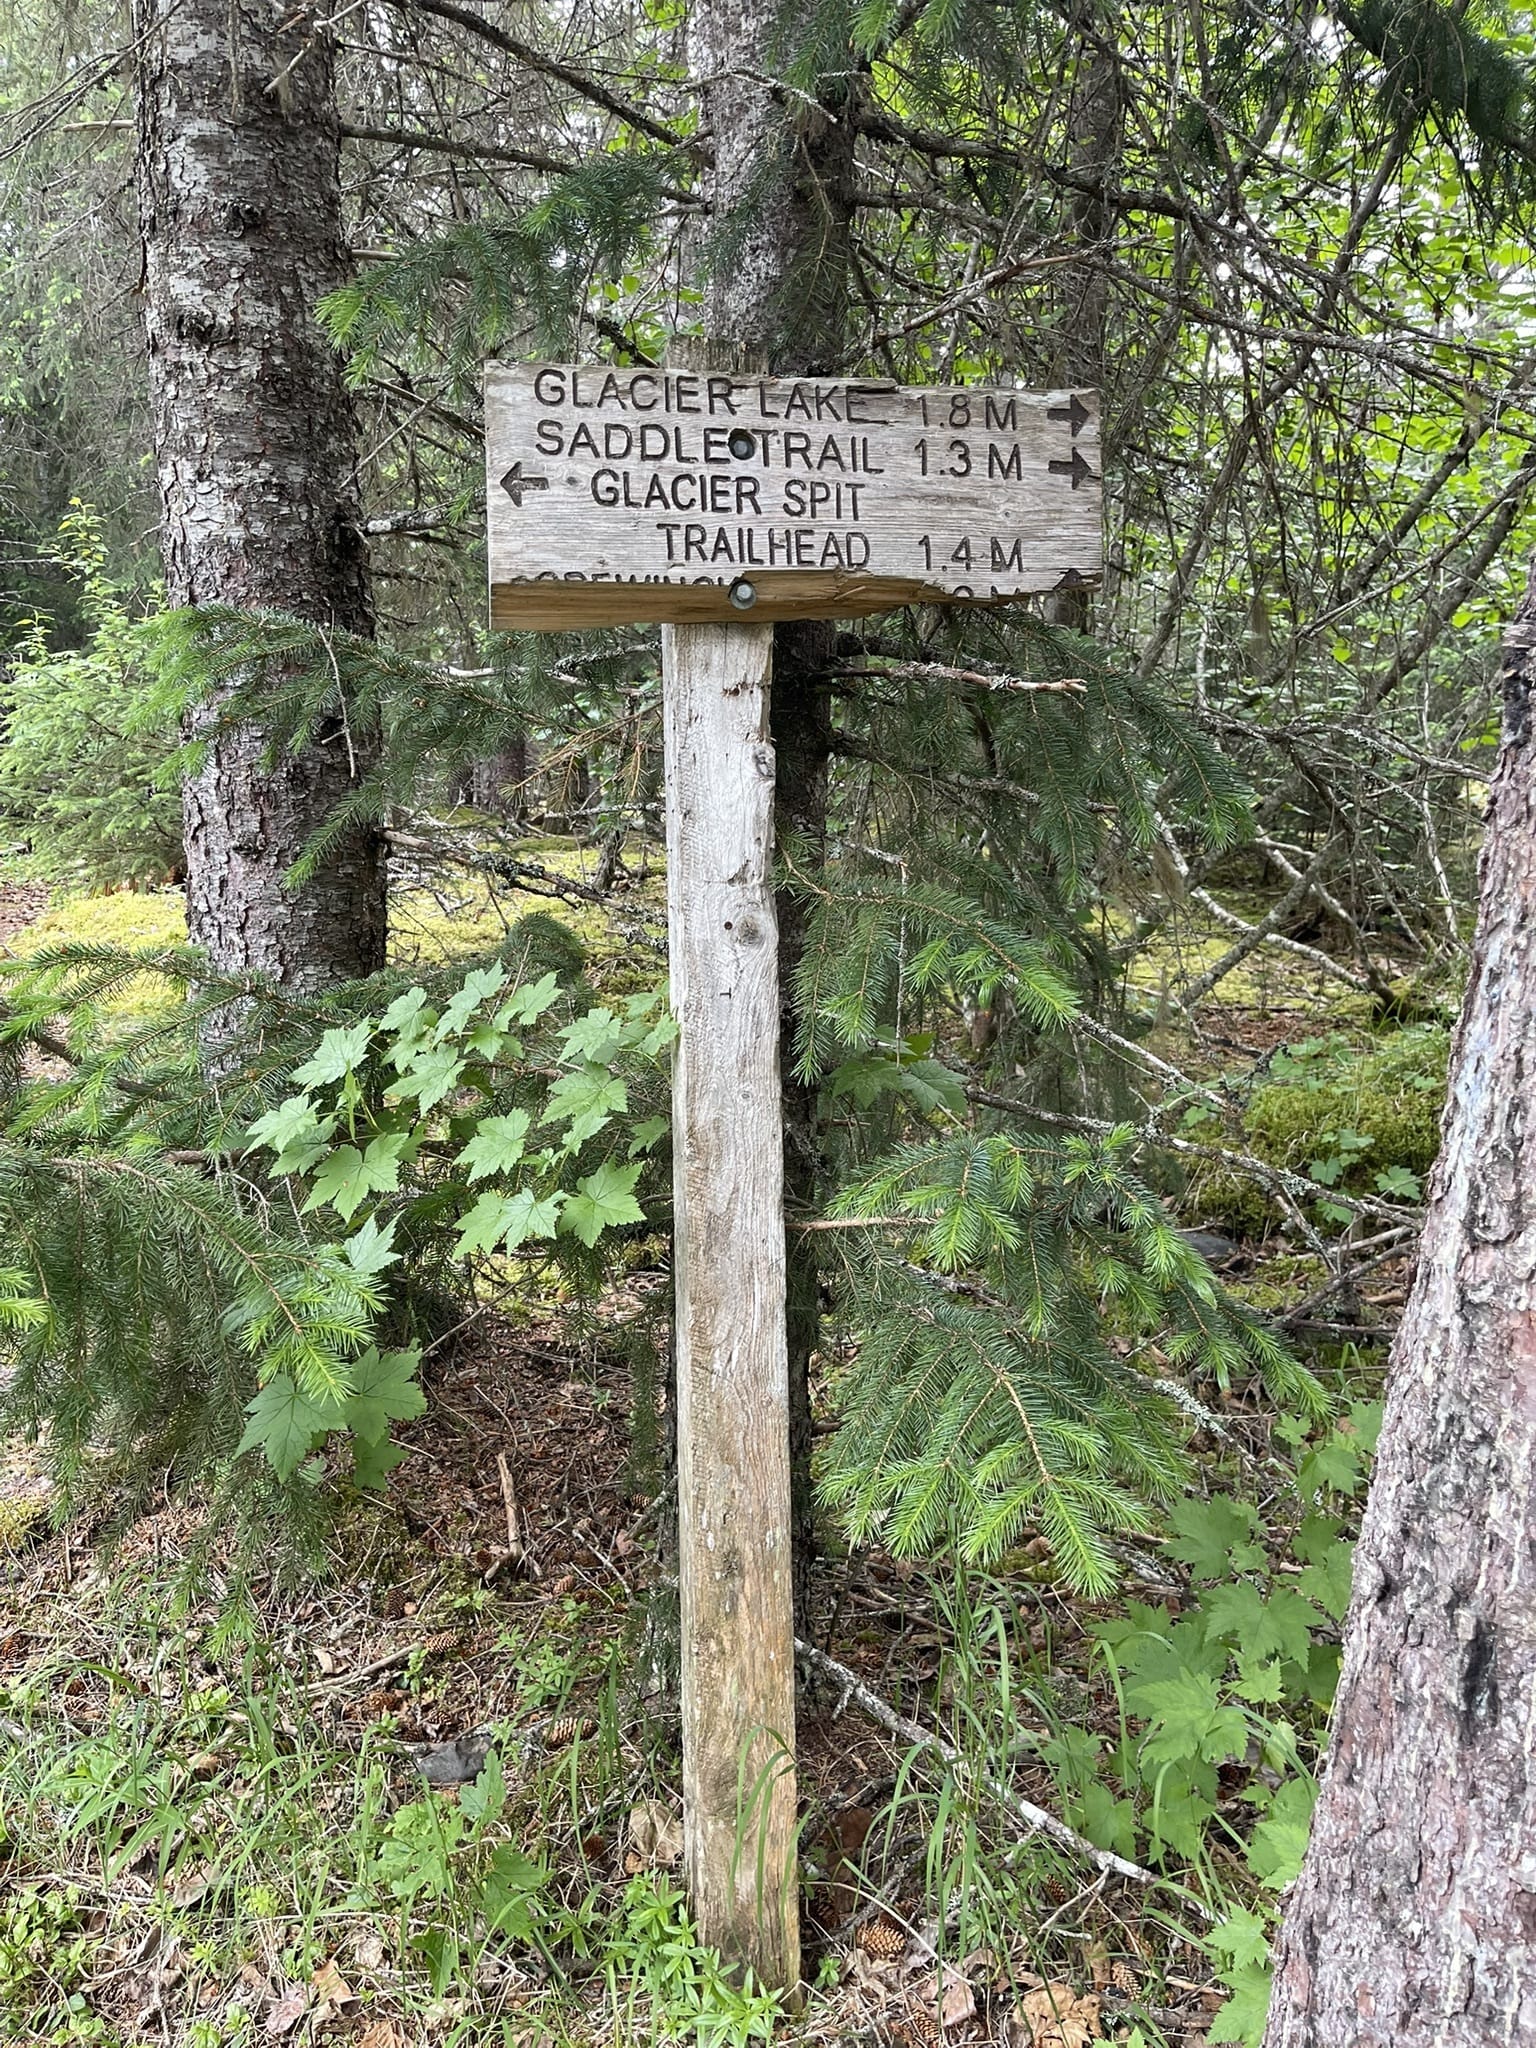 GLACIER LAKE 1.8 M
SADDLE TRAIL 1.3 M
GLACIER SPIT
TRAILHEAD 1.4 M